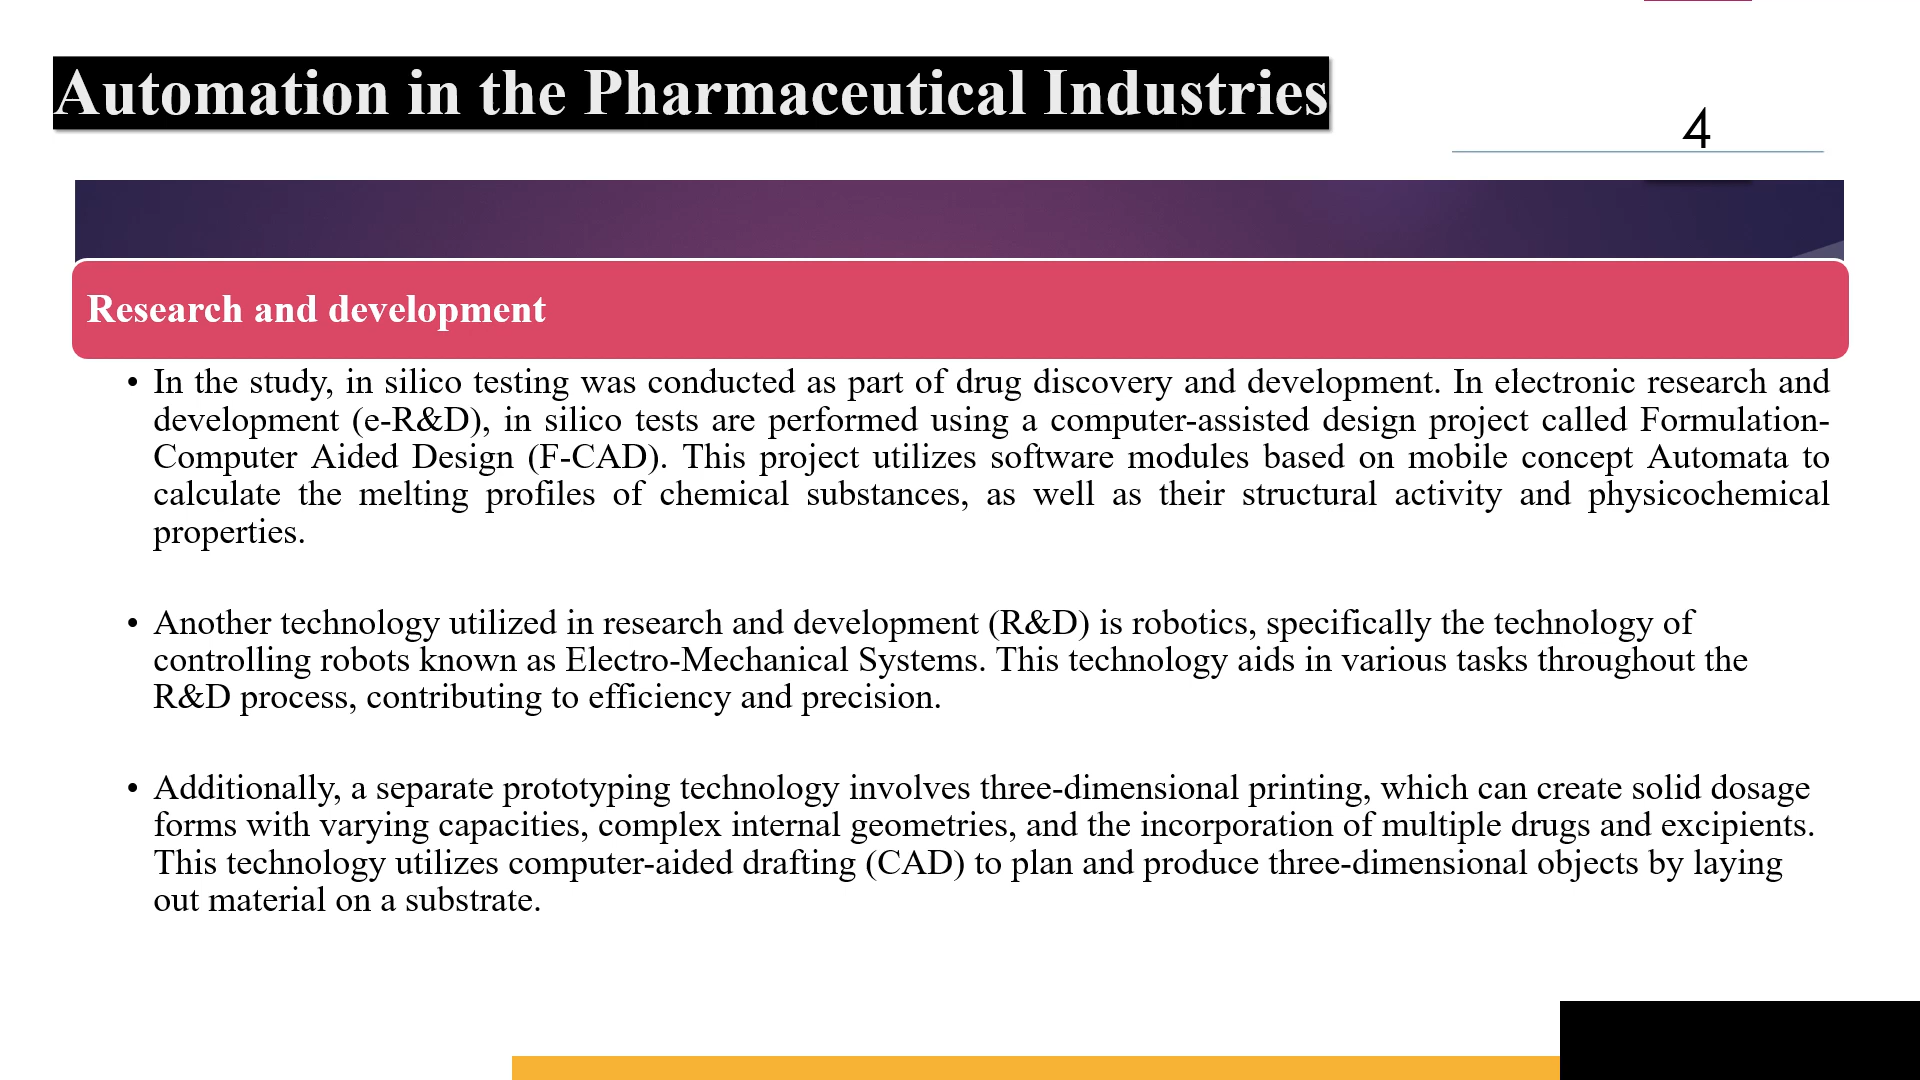 Automation in the Pharmaceutical Industries
4
Research and development
• In the study, in silico testing was conducted as part of drug discovery and development. In electronic research and
development (e-R&D), in silico tests are performed using a computer-assisted design project called Formulation-
Computer Aided Design (F-CAD). This project utilizes software modules based on mobile concept Automata to
calculate the melting profiles of chemical substances, as well as their structural activity and physicochemical
properties.
• Another technology utilized in research and development (R&D) is robotics, specifically the technology of
controlling robots known as Electro-Mechanical Systems. This technology aids in various tasks throughout the
R&D process, contributing to efficiency and precision.
• Additionally, a separate prototyping technology involves three-dimensional printing, which can create solid dosage
forms with varying capacities, complex internal geometries, and the incorporation of multiple drugs and excipients.
This technology utilizes computer-aided drafting (CAD) to plan and produce three-dimensional objects by laying
out material on a substrate.